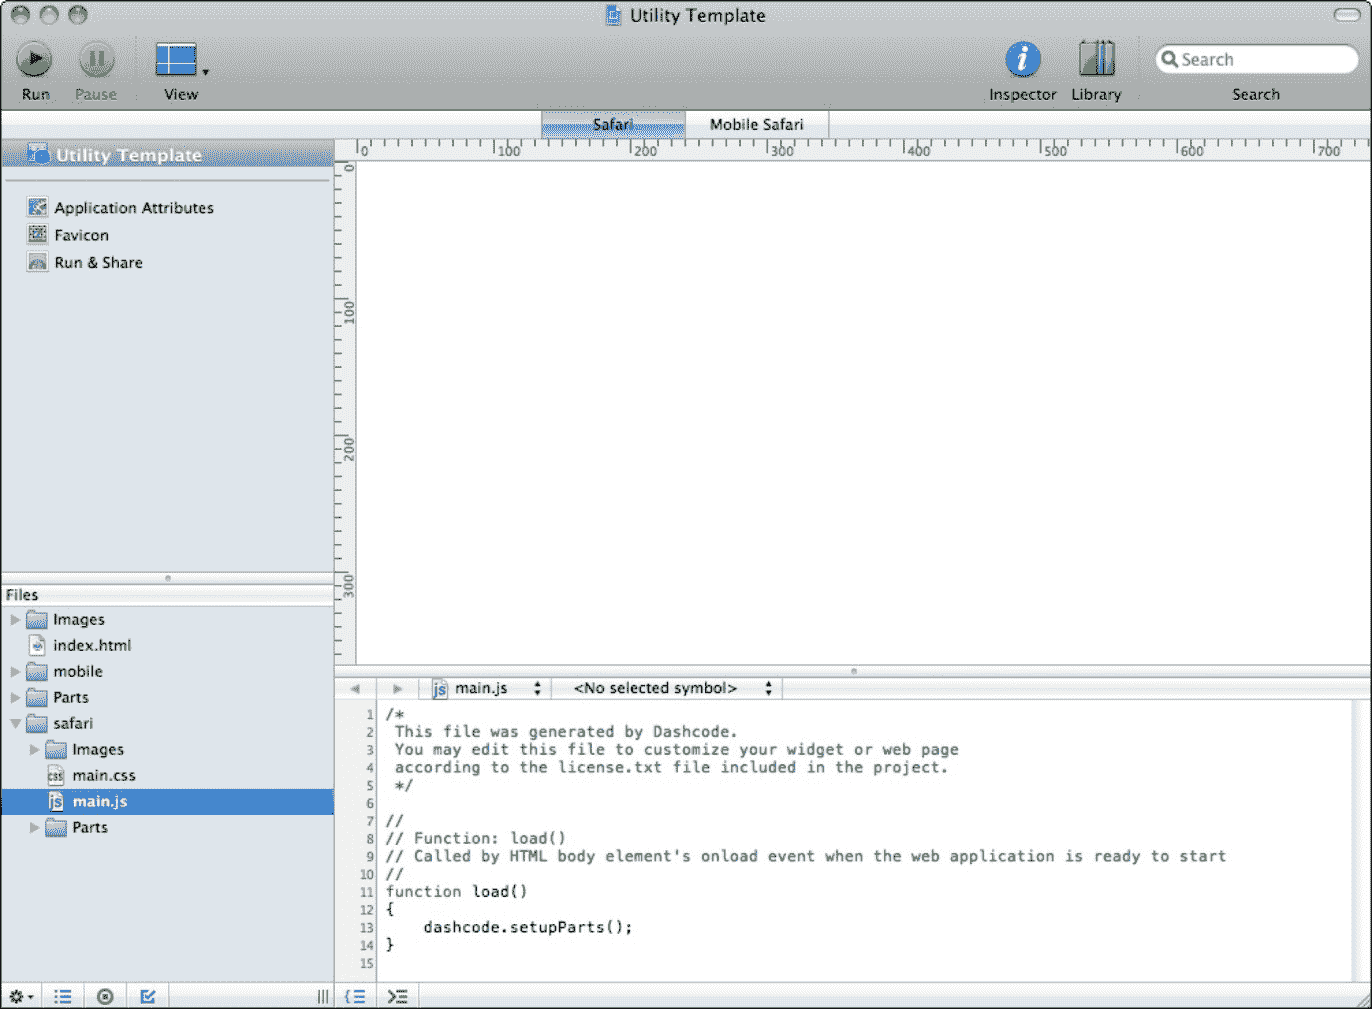 Utility Template
Run
Pause
View
Inspector
Library
Search
Search
Safari
Mobile Safari
Utility Template
0
100
200
300
400
500
600
700
0
100
200
300
Application Attributes
Favicon
Run & Share
Files
Images
index.html
mobile
Parts
safari
Images
css main.css
js main.js
Parts
js main.js
<No selected symbol>
1 /*
2 This file was generated by Dashcode.
3 You may edit this file to customize your widget or web page
4 according to the license.txt file included in the project.
5 */
6
7 //
8 // Function: load()
9 // Called by HTML body element's onload event when the web application is ready to start
10 //
11 function load()
12 {
13 dashcode.setupParts();
14 }
15